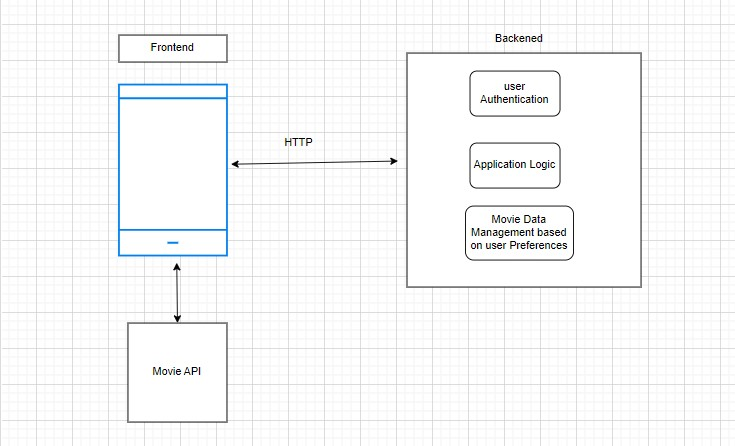 Frontend
Backened
user
Authentication
HTTP
Application Logic
Movie Data
Management based
on user Preferences
Movie API